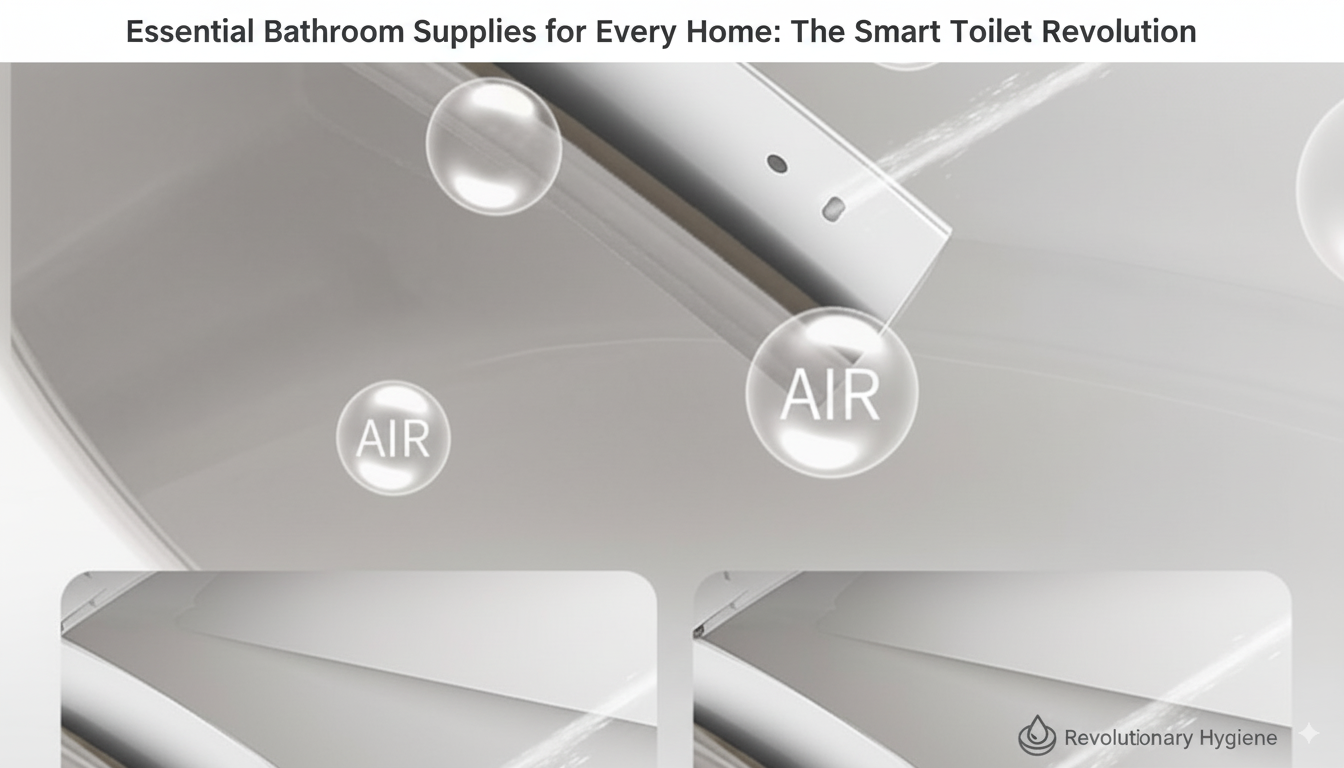 Essential Bathroom Supplies for Every Home: The Smart Toilet Revolution
AIR
AIR
Revolutionary Hygiene